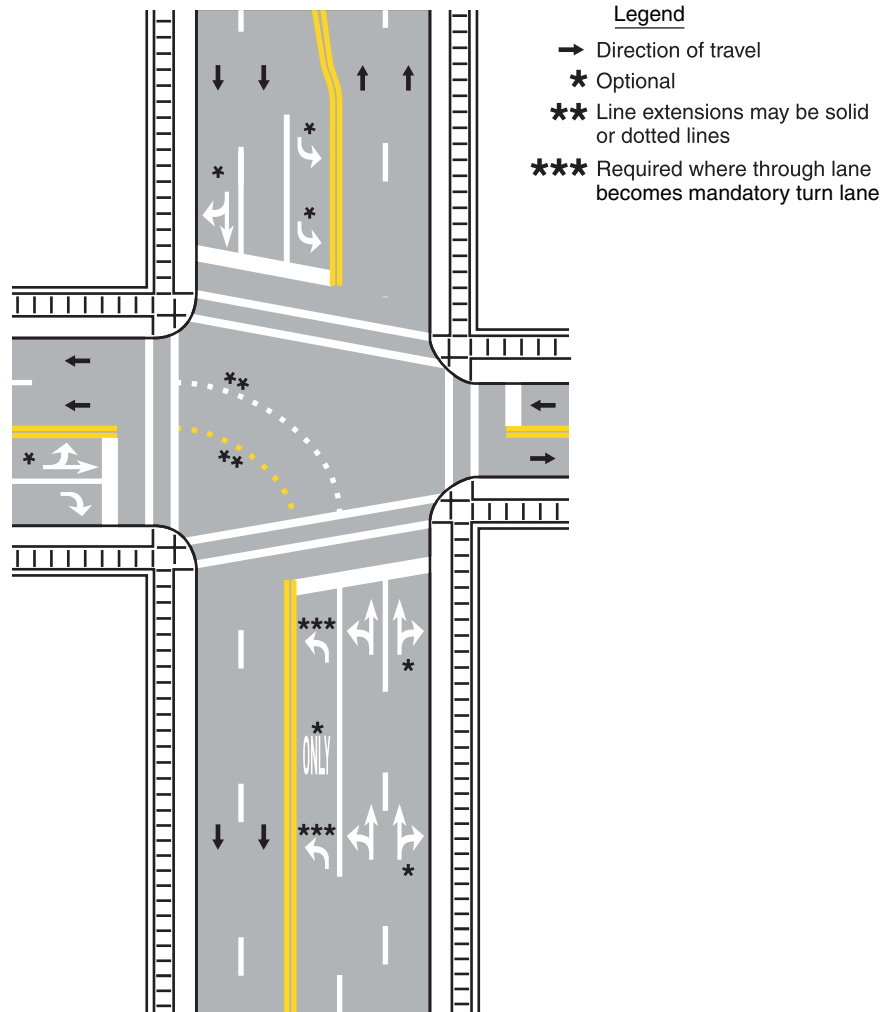 Legend
Direction of travel
* Optional
** Line extensions may be solid
or dotted lines
*** Required where through lane
becomes mandatory turn lane
*
*
*
**
**
*
***
*
*
ONLY
***
*